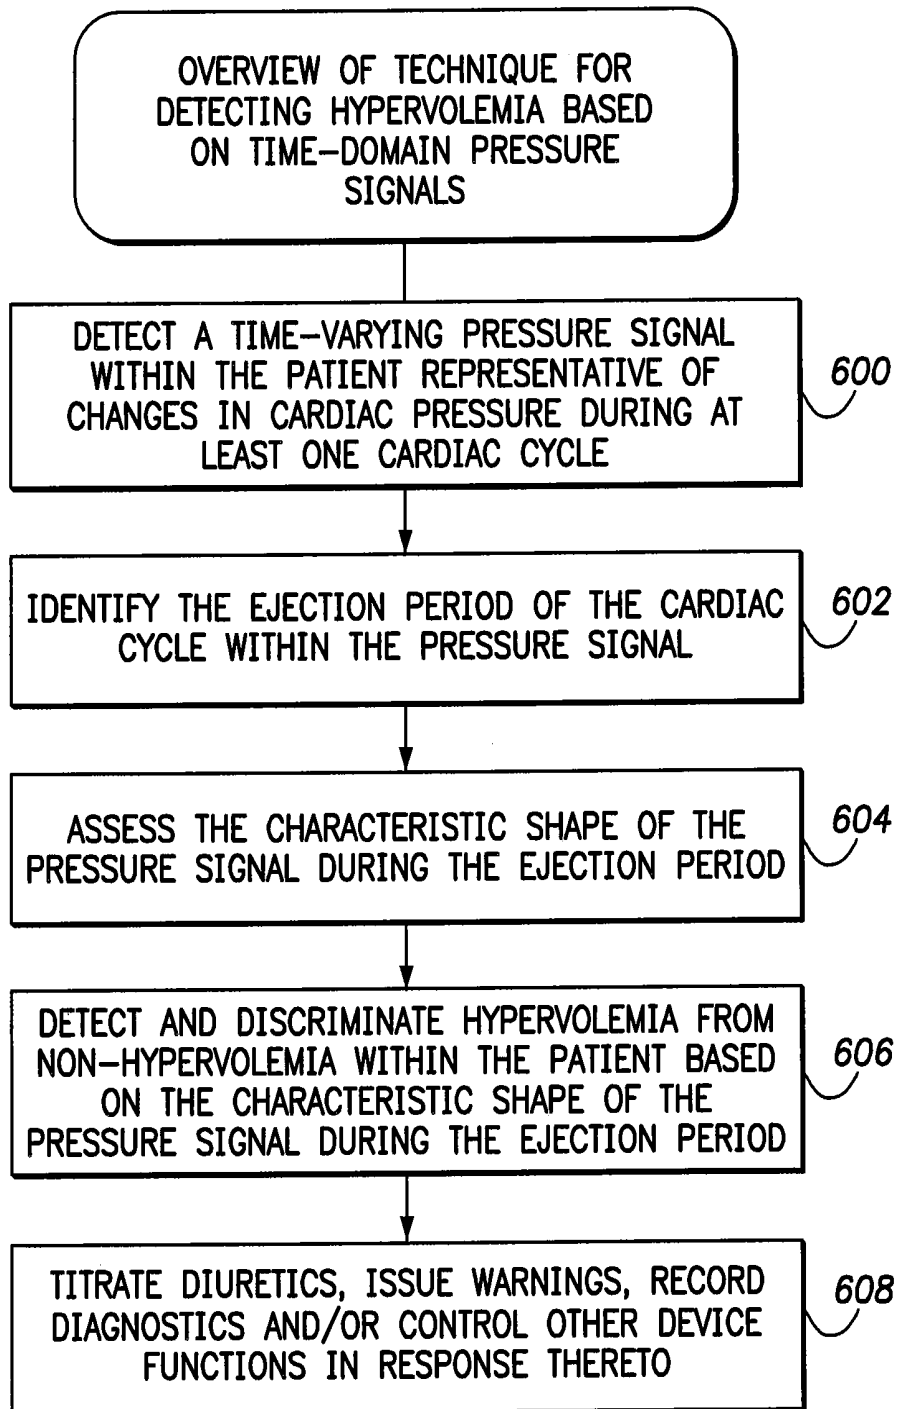 OVERVIEW OF TECHNIQUE FOR
DETECTING HYPERVOLEMIA BASED
ON TIME-DOMAIN PRESSURE
SIGNALS
DETECT A TIME-VARYING PRESSURE SIGNAL
WITHIN THE PATIENT REPRESENTATIVE OF
CHANGES IN CARDIAC PRESSURE DURING AT
LEAST ONE CARDIAC CYCLE
600
IDENTIFY THE EJECTION PERIOD OF THE CARDIAC
CYCLE WITHIN THE PRESSURE SIGNAL
602
ASSESS THE CHARACTERISTIC SHAPE OF THE
PRESSURE SIGNAL DURING THE EJECTION PERIOD
604
DETECT AND DISCRIMINATE HYPERVOLEMIA FROM
NON-HYPERVOLEMIA WITHIN THE PATIENT BASED
ON THE CHARACTERISTIC SHAPE OF THE
PRESSURE SIGNAL DURING THE EJECTION PERIOD
606
TITRATE DIURETICS, ISSUE WARNINGS, RECORD
DIAGNOSTICS AND/OR CONTROL OTHER DEVICE
FUNCTIONS IN RESPONSE THERETO
608